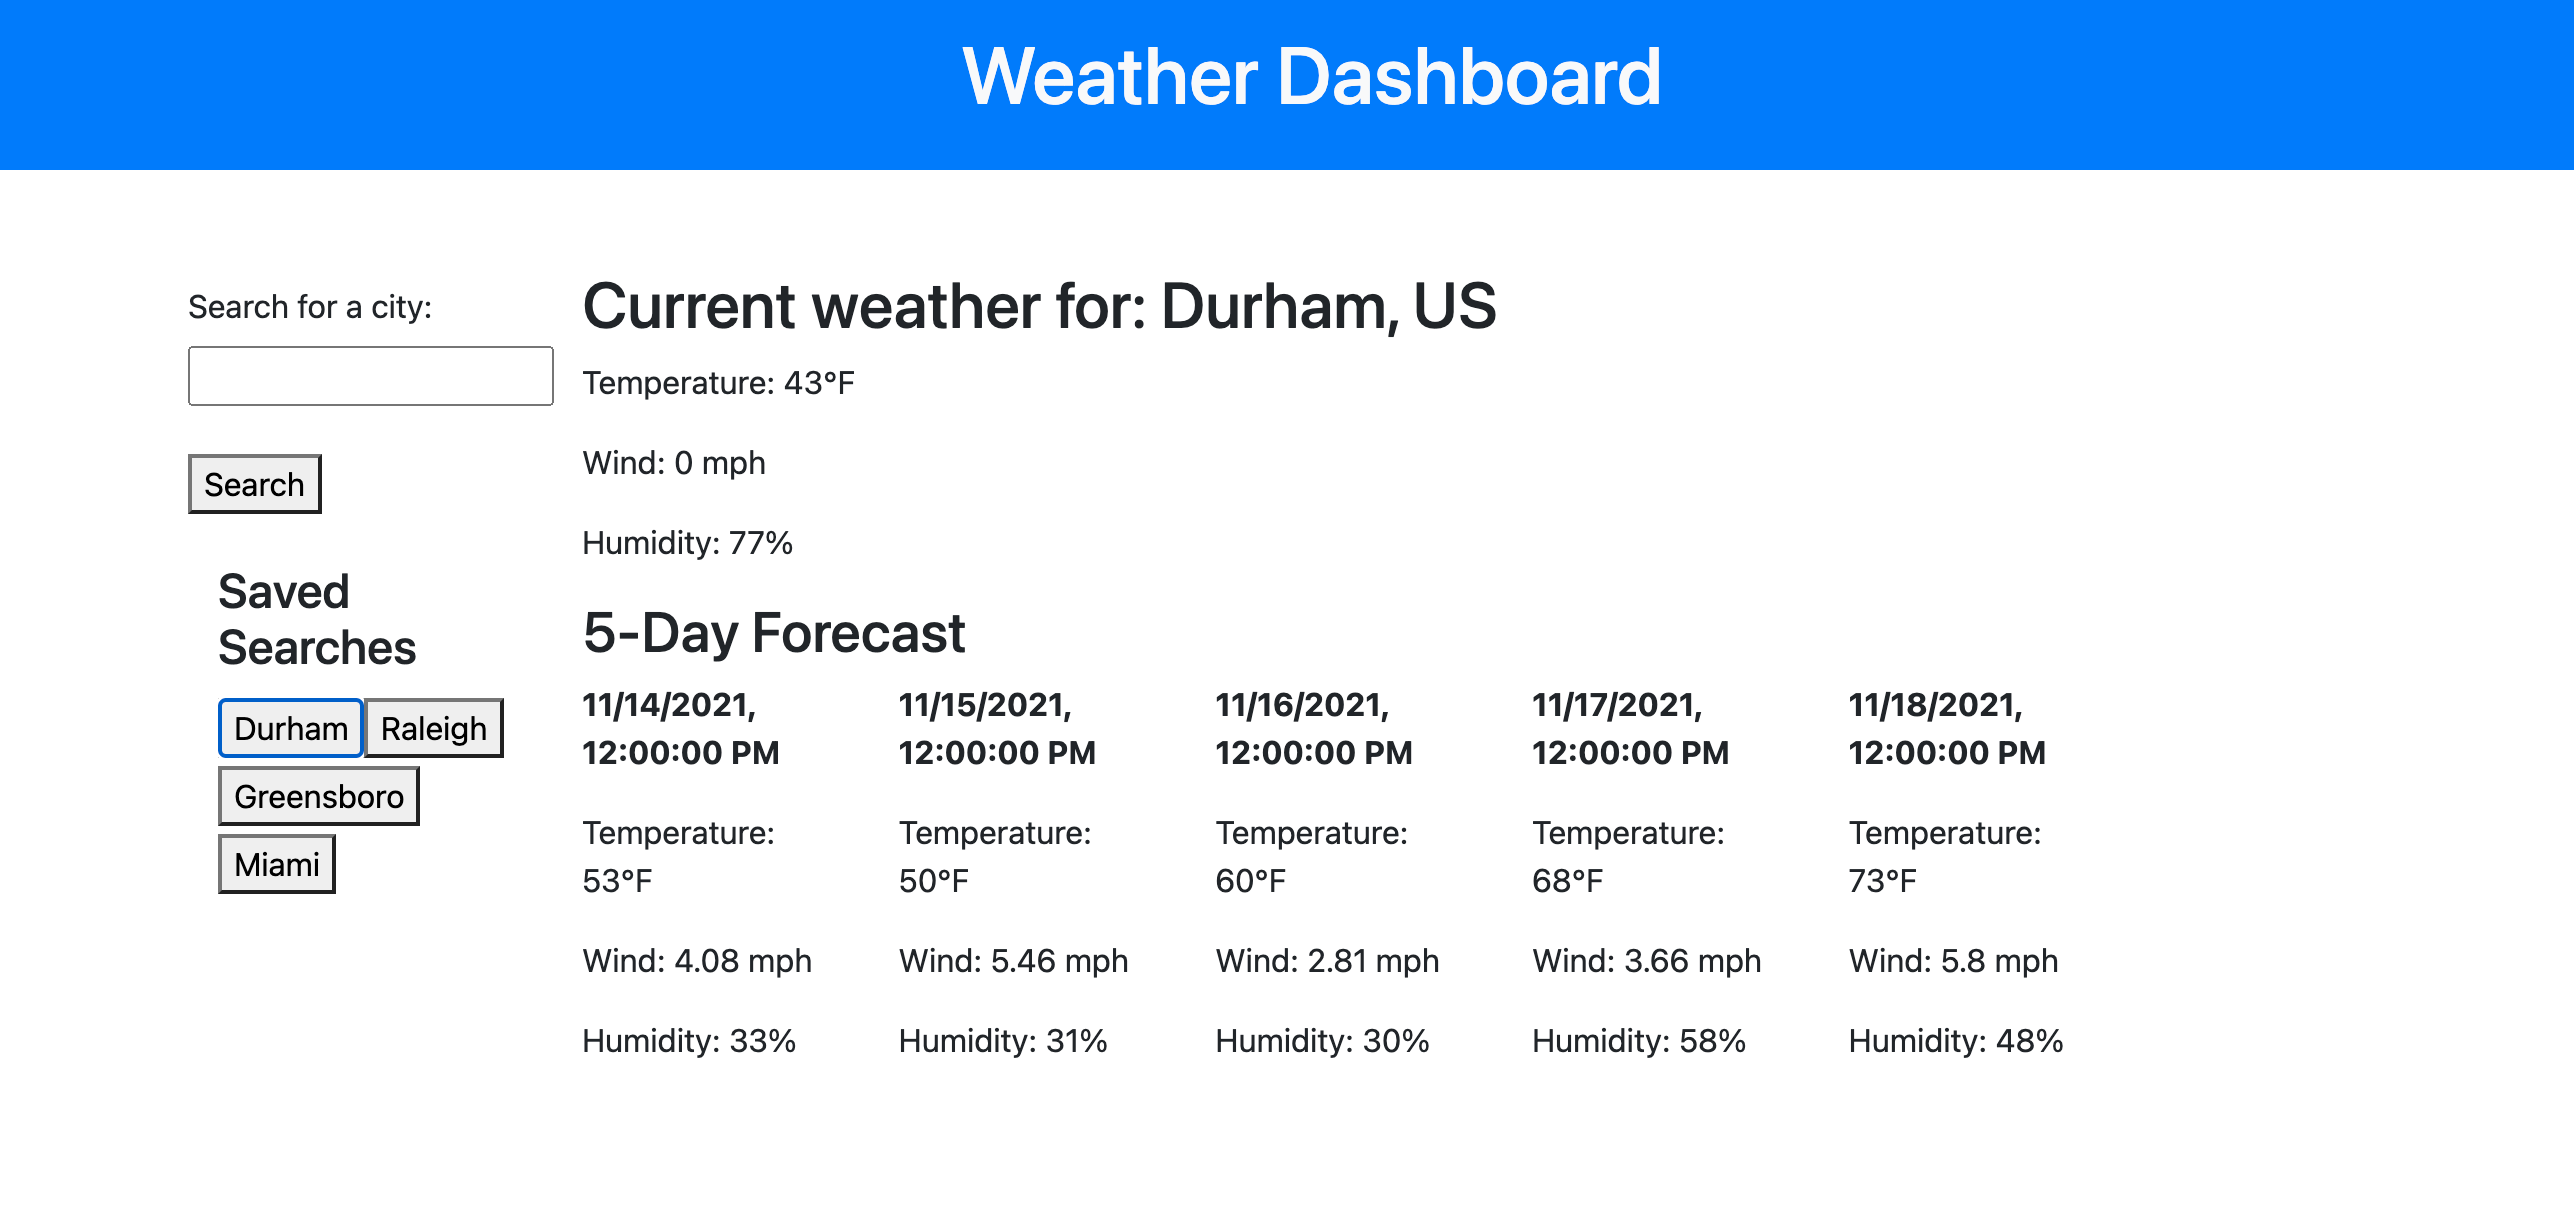 Weather Dashboard
Search for a city:
Search
Saved
Searches
Durham Raleigh
Greensboro
Miami
Current weather for: Durham, US
Temperature: 43°F
Wind: 0 mph
Humidity: 77%
5-Day Forecast
11/14/2021,
12:00:00 PM
Temperature:
53°F
Wind: 4.08 mph
Humidity: 33%
11/15/2021,
12:00:00 PM
Temperature:
50°F
Wind: 5.46 mph
Humidity: 31%
11/16/2021,
12:00:00 PM
Temperature:
60°F
Wind: 2.81 mph
Humidity: 30%
11/17/2021,
12:00:00 PM
Temperature:
68°F
Wind: 3.66 mph
Humidity: 58%
11/18/2021,
12:00:00 PM
Temperature:
73°F
Wind: 5.8 mph
Humidity: 48%